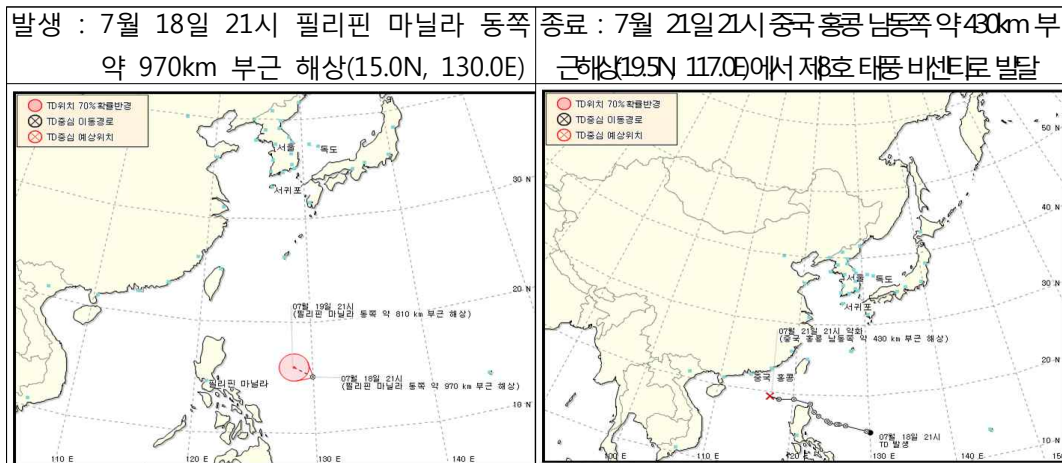 발생 : 7월 18일 21시 필리핀 마닐라 동쪽
약 970km 부근 해상(15.0N, 130.0E)
종료 : 7월 21일 21시 중국 홍콩 남동쪽 약 430km 부
근해상(19.5N, 117.0E)에서 제8호 태풍 비센티로 발달
TD위치 70%확률반경
TD중심 이동경로
TD중심 예상위치
서울
독도
서귀포
30 N
20 N
10 N
07월 19일 21시
(필리핀 마닐라 동쪽 약 810 km 부근 해상)
07월 18일 21시
(필리핀 마닐라 동쪽 약 970 km 부근 해상)
필리핀 마닐라
110 E
120 E
130 E
140 E
TD위치 70%확률반경
TD중심 이동경로
TD중심 예상위치
50 N
40 N
30 N
20 N
10 N
서울
독도
서귀포
07월 21일 21시 약화
(중국 홍콩 남동쪽 약 430 km 부근 해상)
중국 홍콩
07월 18일 21시
TD 발생
100 E
110 E
120 E
130 E
140 E